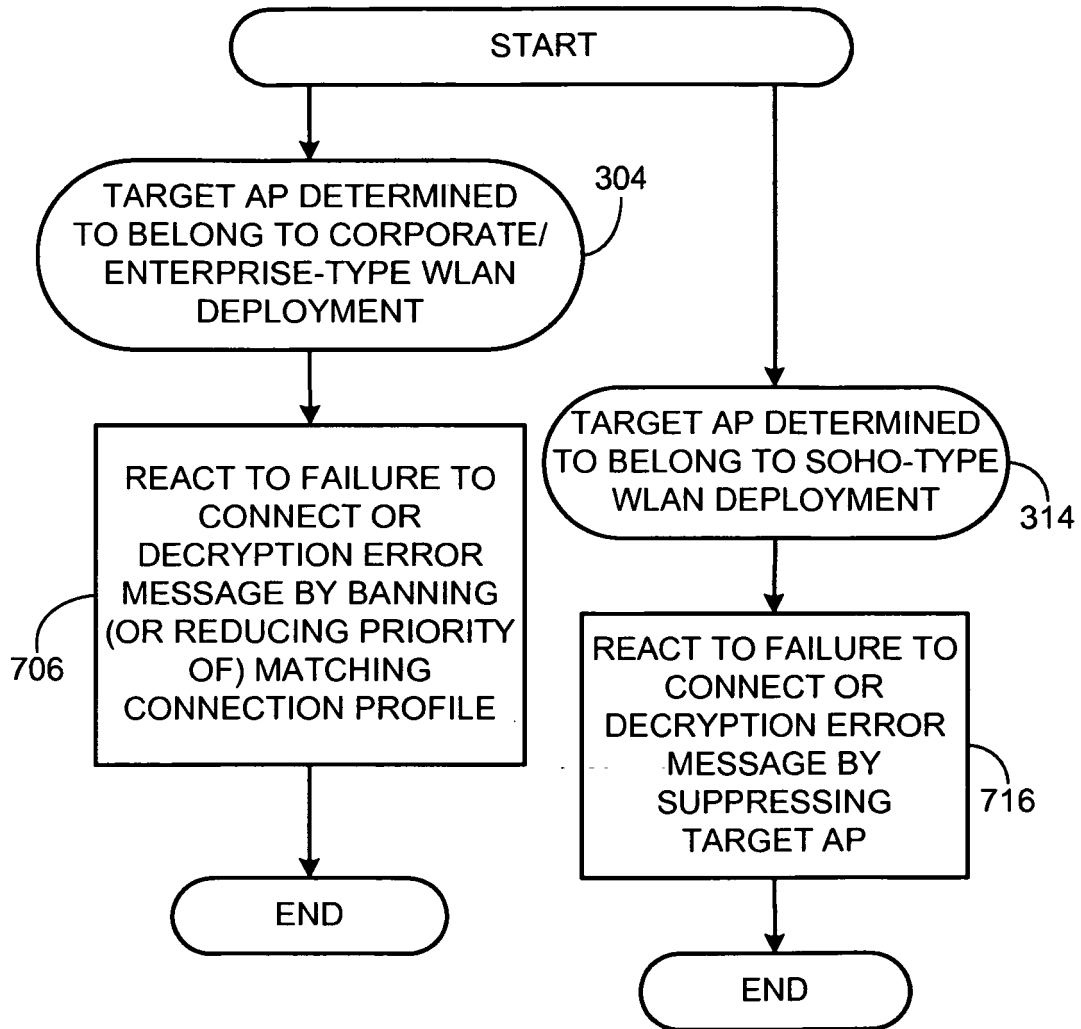 START
TARGET AP DETERMINED
TO BELONG TO CORPORATE/
ENTERPRISE-TYPE WLAN
DEPLOYMENT
304
REACT TO FAILURE TO
CONNECT OR
DECRYPTION ERROR
MESSAGE BY BANNING
(OR REDUCING PRIORITY
OF) MATCHING
CONNECTION PROFILE
706
END
TARGET AP DETERMINED
TO BELONG TO SOHO-TYPE
WLAN DEPLOYMENT
314
REACT TO FAILURE TO
CONNECT OR
DECRYPTION ERROR
MESSAGE BY
SUPPRESSING
TARGET AP
716
END